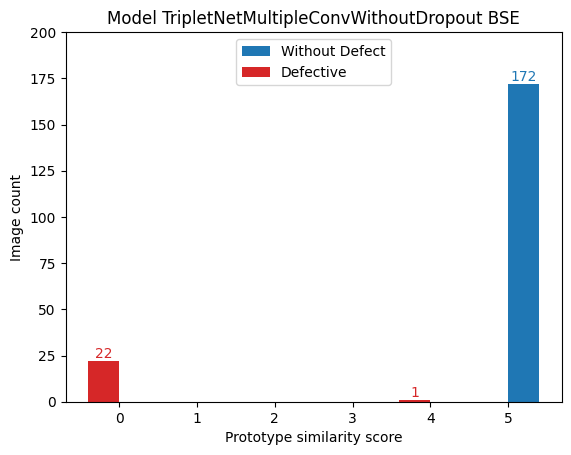 Model TripletNetMultipleConvWithoutDropout BSE
200
175
150
125
100
75
50
25
0
Image count
Without Defect
Defective
172
22
1
0 1 2 3 4 5
Prototype similarity score